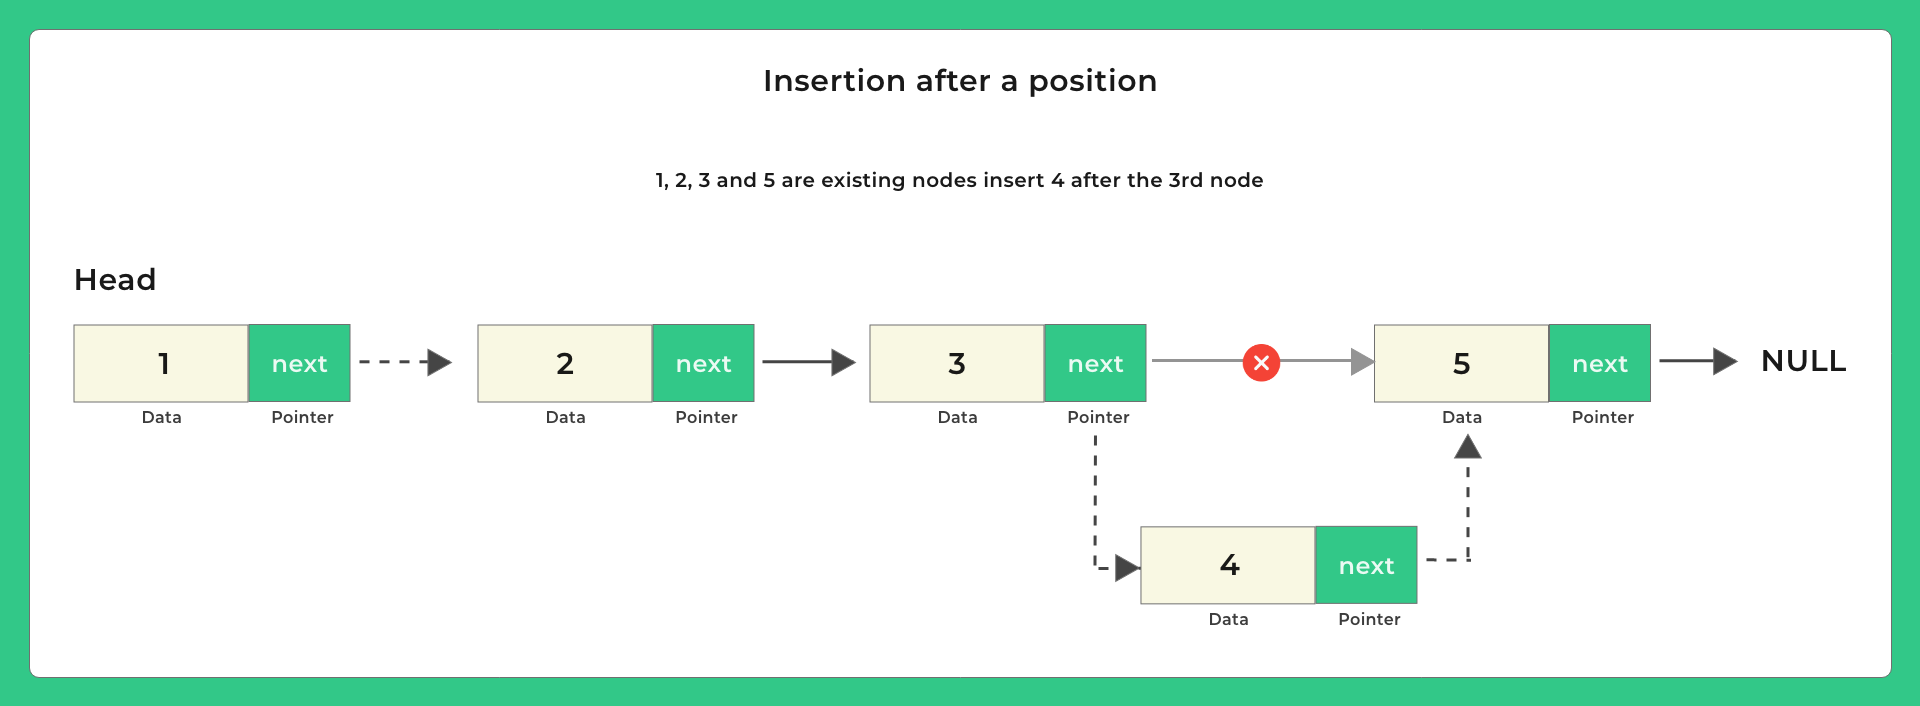 Insertion after a position
1, 2, 3 and 5 are existing nodes insert 4 after the 3rd node
Head
1 next 2 next 3 next 5 next NULL
Data Pointer Data Pointer Data Pointer Data Pointer
4 next
Data Pointer